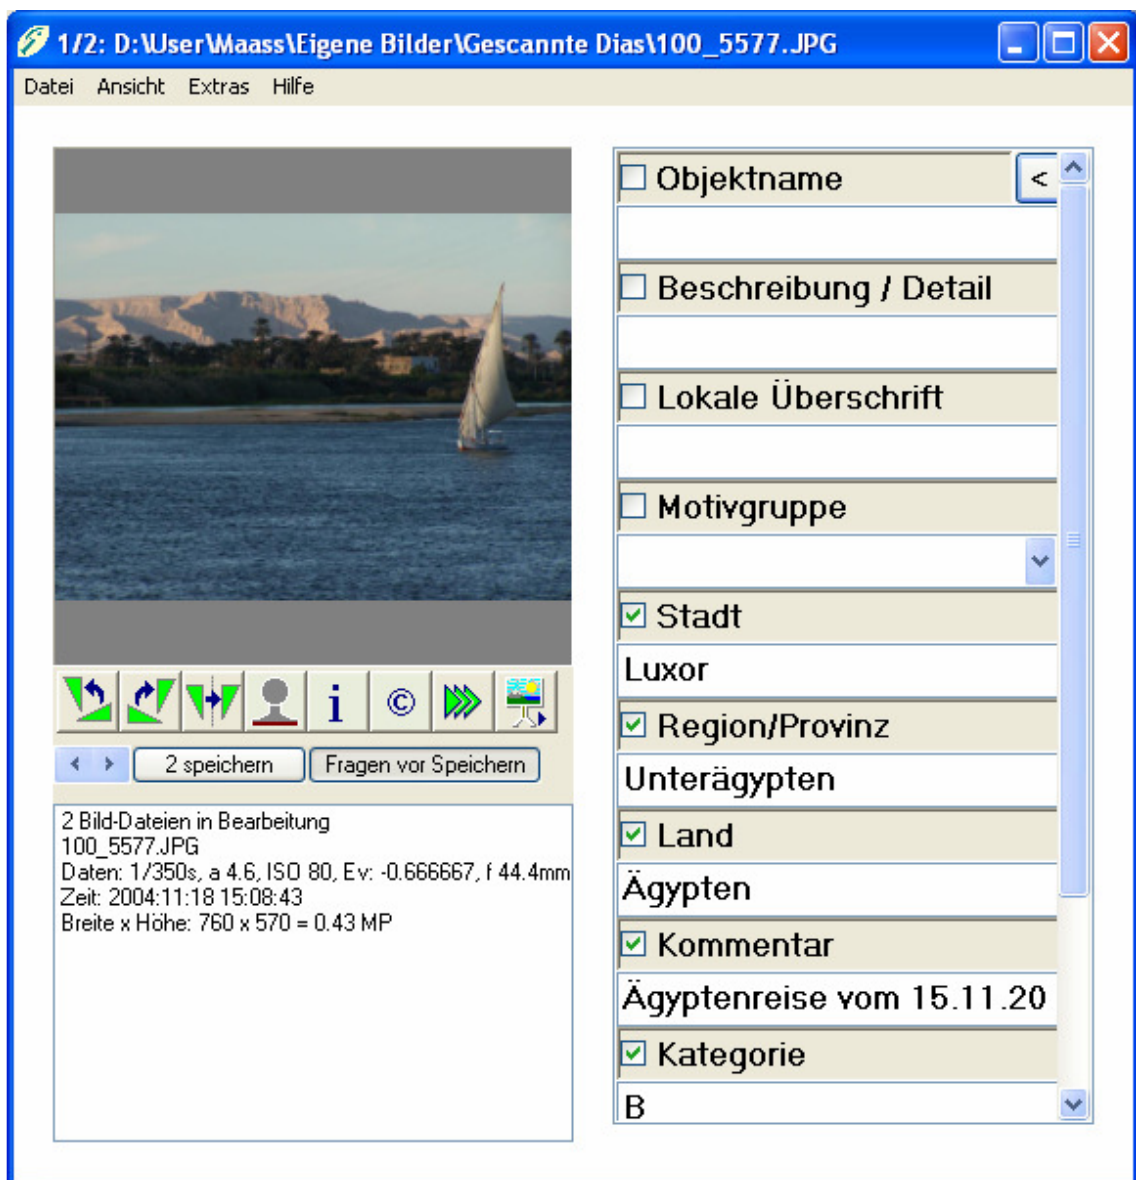 1/2: D:\User\Maass\Eigene Bilder\Gescannte Dias\100_5577.JPG
Datei Ansicht Extras Hilfe
i ©
2 speichern Fragen vor Speichern
2 Bild-Dateien in Bearbeitung
100_5577.JPG
Daten: 1/350s, a 4.6, ISO 80, Ev: -0.666667, f 44.4mm
Zeit: 2004:11:18 15:08:43
Breite x Höhe: 760 x 570 = 0.43 MP
Objektname <
Beschreibung / Detail
Lokale Überschrift
Motivgruppe
Stadt
Luxor
Region/Provinz
Unterägypten
Land
Ägypten
Kommentar
Ägyptenreise vom 15.11.20
Kategorie
B